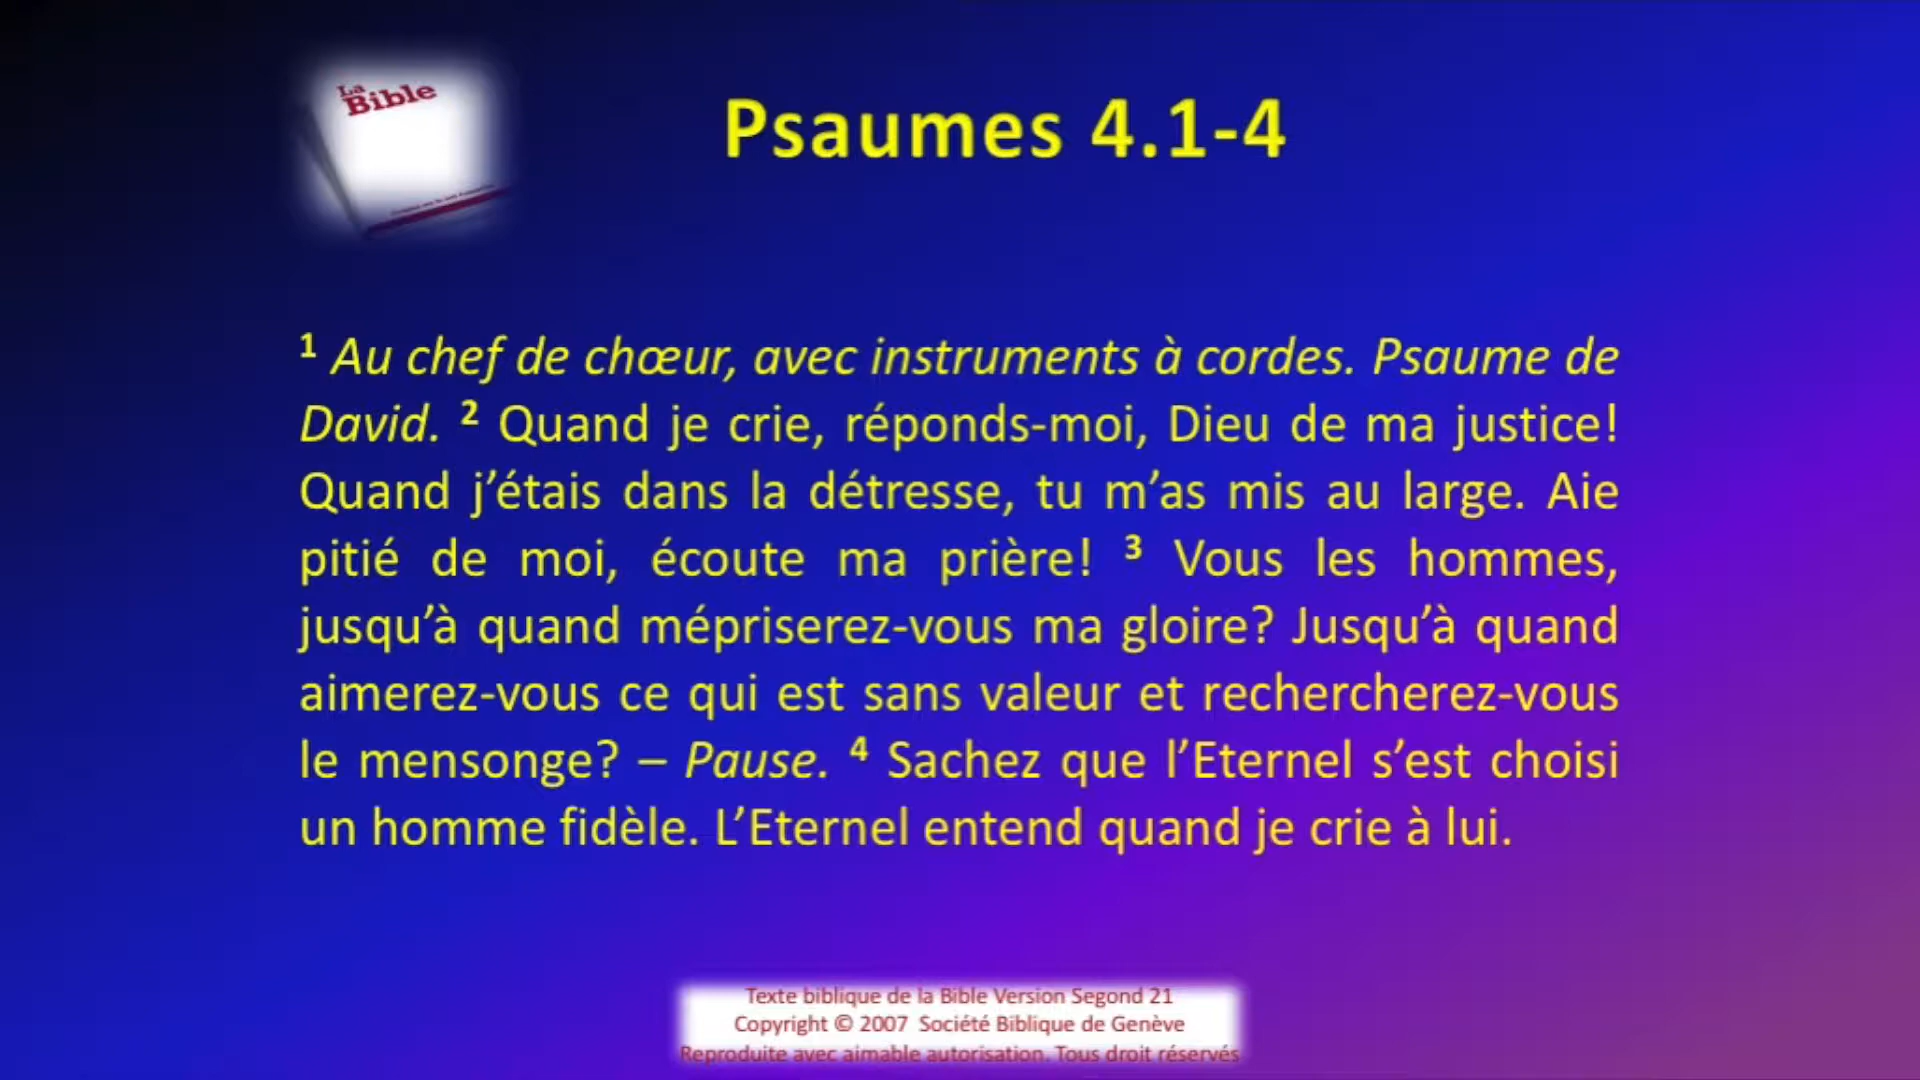 La
Bible
Psaumes 4.1-4
¹ Au chef de chœur, avec instruments à cordes. Psaume de
David. ² Quand je crie, réponds-moi, Dieu de ma justice!
Quand j’étais dans la détresse, tu m’as mis au large. Aie
pitié de moi, écoute ma prière! ³ Vous les hommes,
jusqu’à quand mépriserez-vous ma gloire? Jusqu’à quand
aimerez-vous ce qui est sans valeur et rechercherez-vous
le mensonge? – Pause. ⁴ Sachez que l’Eternel s’est choisi
un homme fidèle. L’Eternel entend quand je crie à lui.
Texte biblique de la Bible Version Segond 21
Copyright © 2007 Société Biblique de Genève
Reproduite avec aimable autorisation. Tous droit réservés